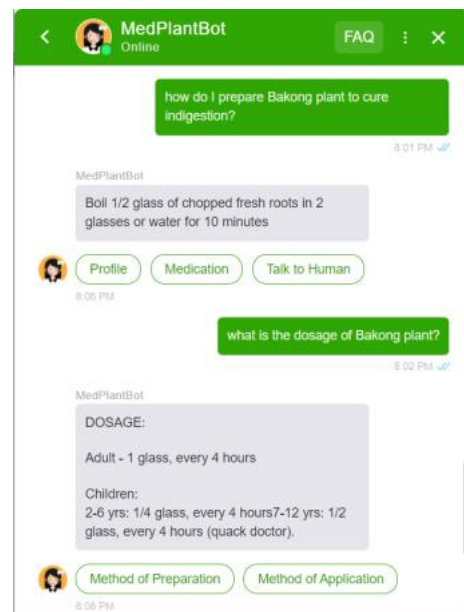 MedPlantBot
Online
FAQ
how do I prepare Bakong plant to cure
indigestion?
8:01 PM
MedPlantBot
Boil 1/2 glass of chopped fresh roots in 2
glasses or water for 10 minutes
Profile
Medication
Talk to Human
8:06 PM
what is the dosage of Bakong plant?
8:02 PM
MedPlantBot
DOSAGE:
Adult - 1 glass, every 4 hours
Children:
2-6 yrs: 1/4 glass, every 4 hours7-12 yrs: 1/2
glass, every 4 hours (quack doctor).
Method of Preparation
Method of Application
8:06 PM